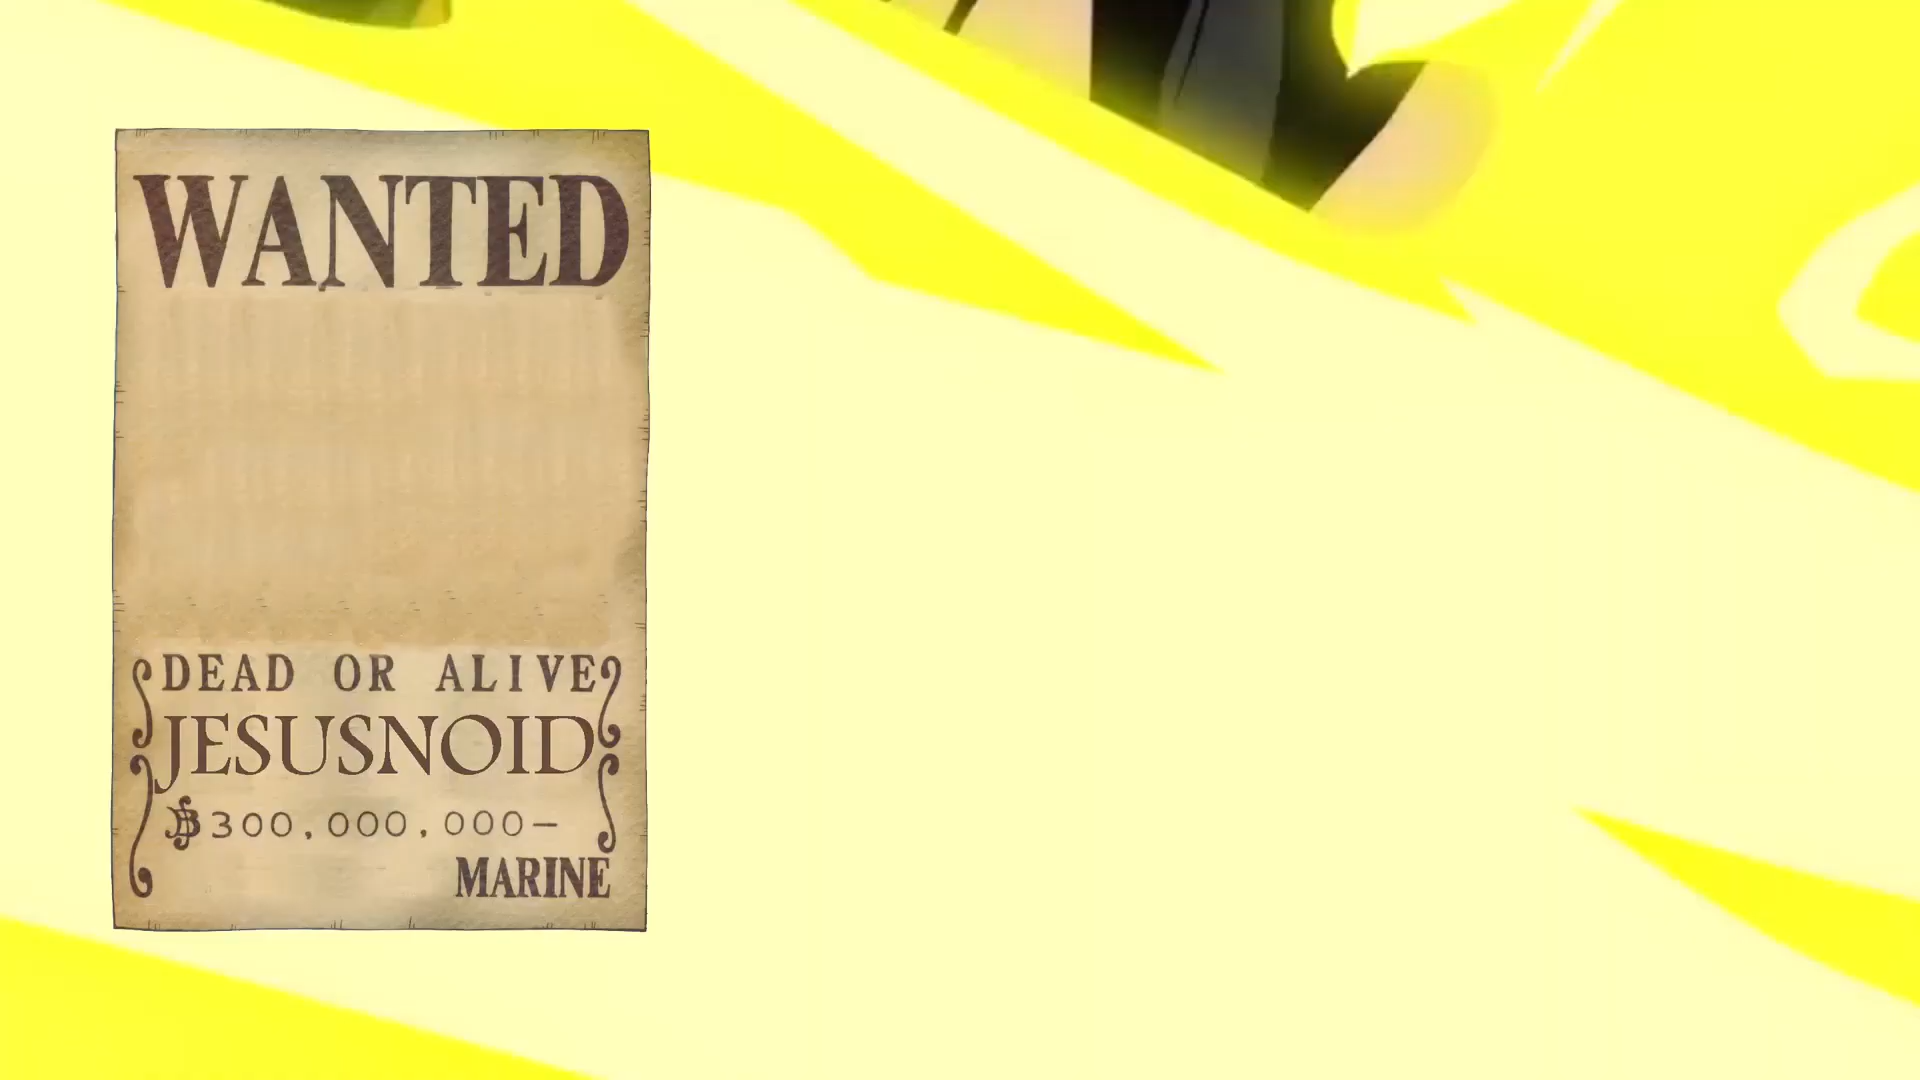 WANTED
DEAD OR ALIVE
JESUSNOID
฿300,000,000-
MARINE